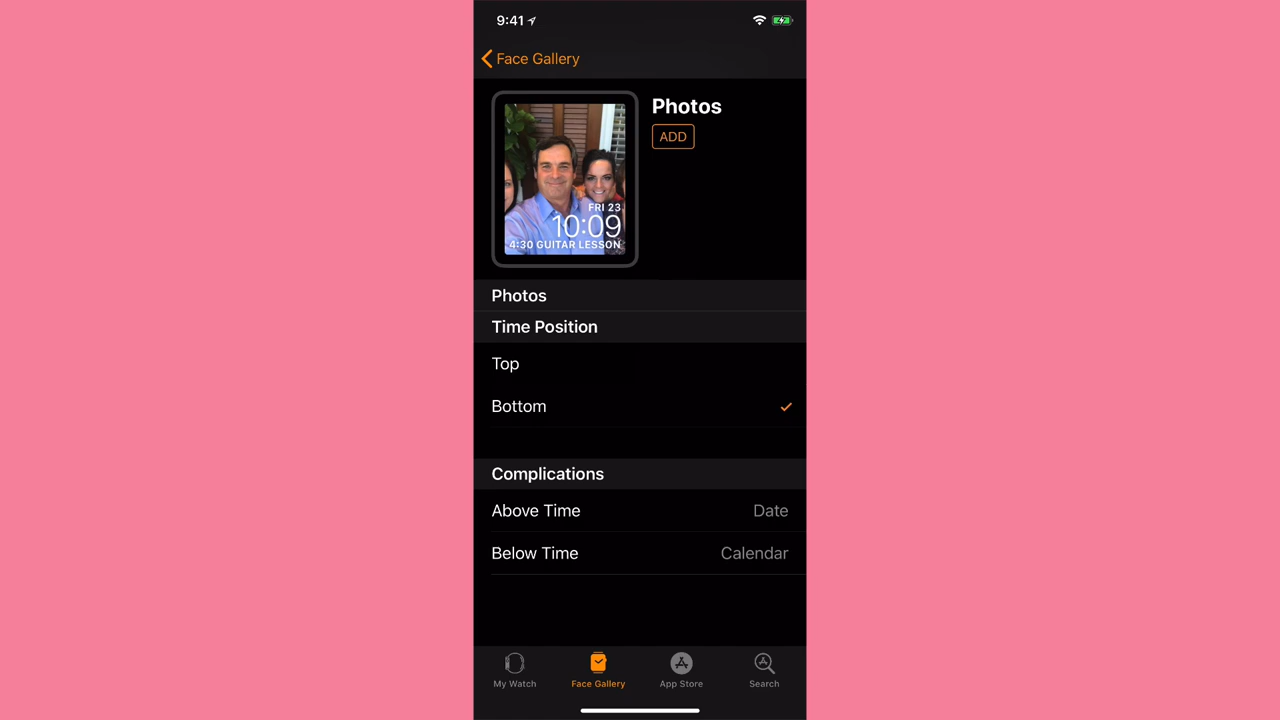 9:41
Face Gallery
Photos
ADD
FRI 23
10:09
4:30 GUITAR LESSON
Photos
Time Position
Top
Bottom
Complications
Above Time Date
Below Time Calendar
My Watch Face Gallery App Store Search